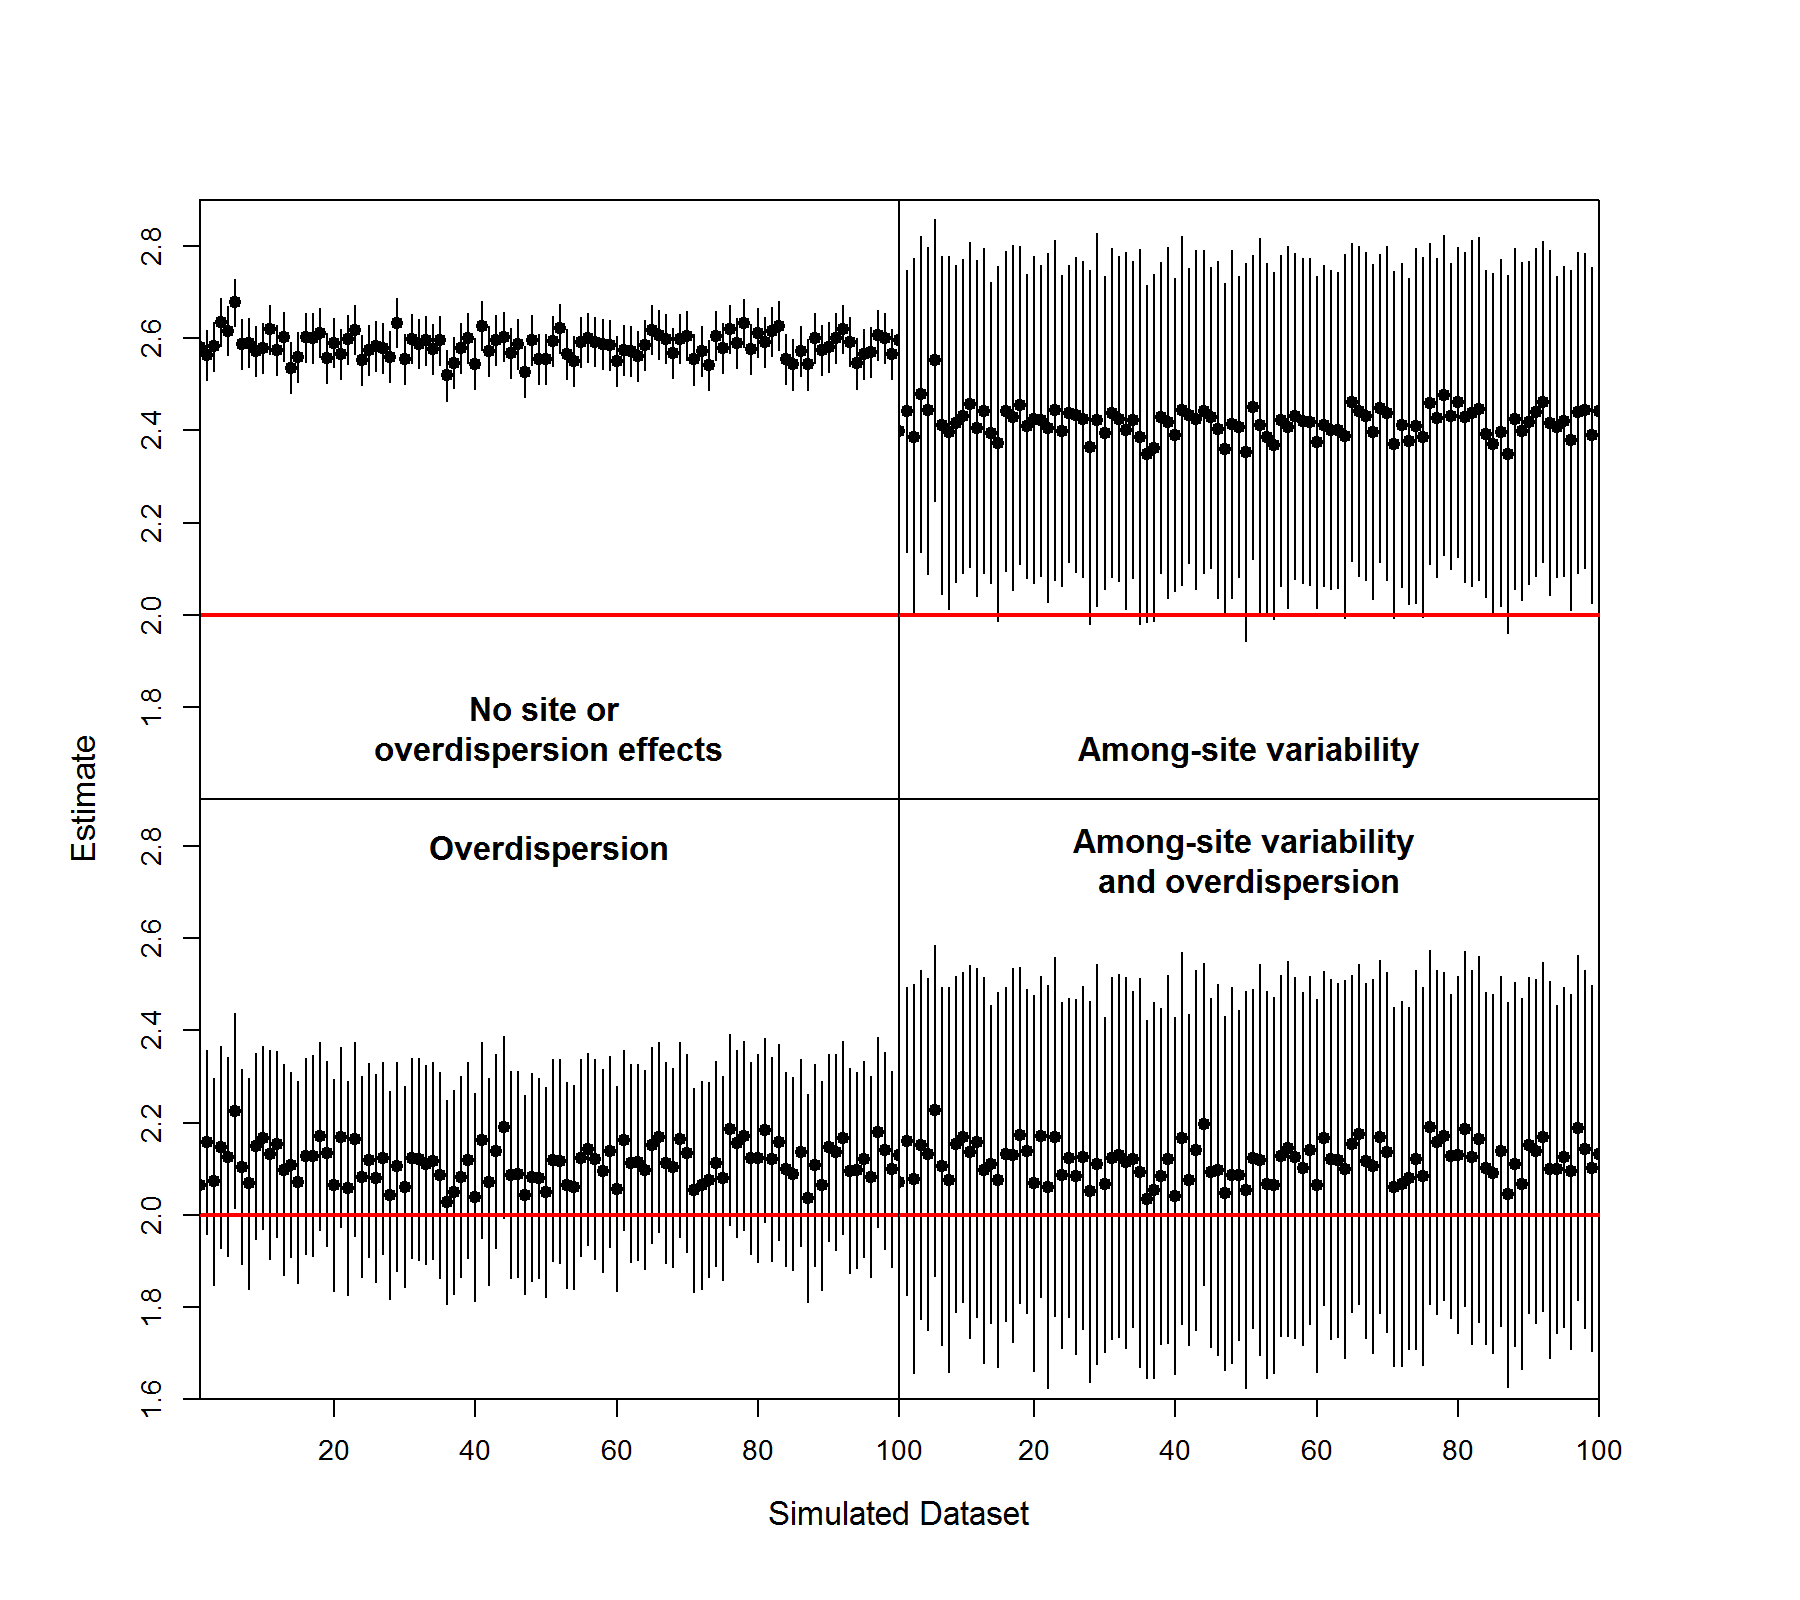 2.8
2.6
2.4
2.2
2.0
1.8
No site or
overdispersion effects
Among-site variability
Estimate
2.8
2.6
2.4
2.2
2.0
1.8
1.6
Overdispersion
Among-site variability
and overdispersion
20 40 60 80 100 20 40 60 80 100
Simulated Dataset